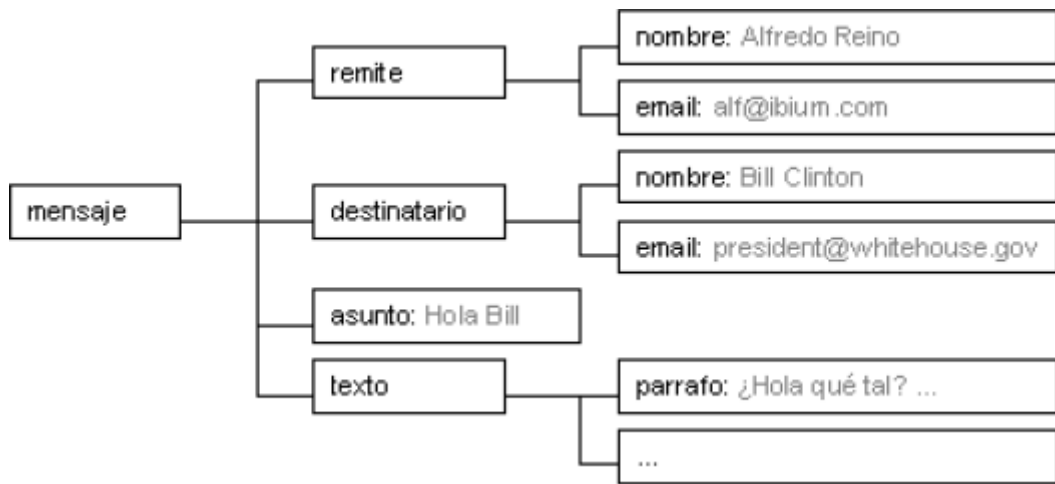 nombre: Alfredo Reino
remite
email: alf@ibium.com
nombre: Bill Clinton
mensaje
destinatario
email: president@whitehouse.gov
asunto: Hola Bill
texto
parrafo: ¿Hola qué tal? ...
...